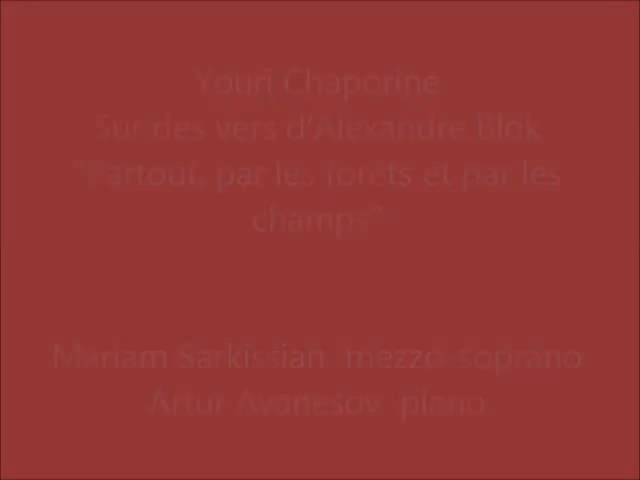 Youri Chaporine
Sur des vers d'Alexandre Blok
"Partout, par les forêts et par les
champs"
Mariam Sarkissian mezzo-soprano
Artur Avanesov piano